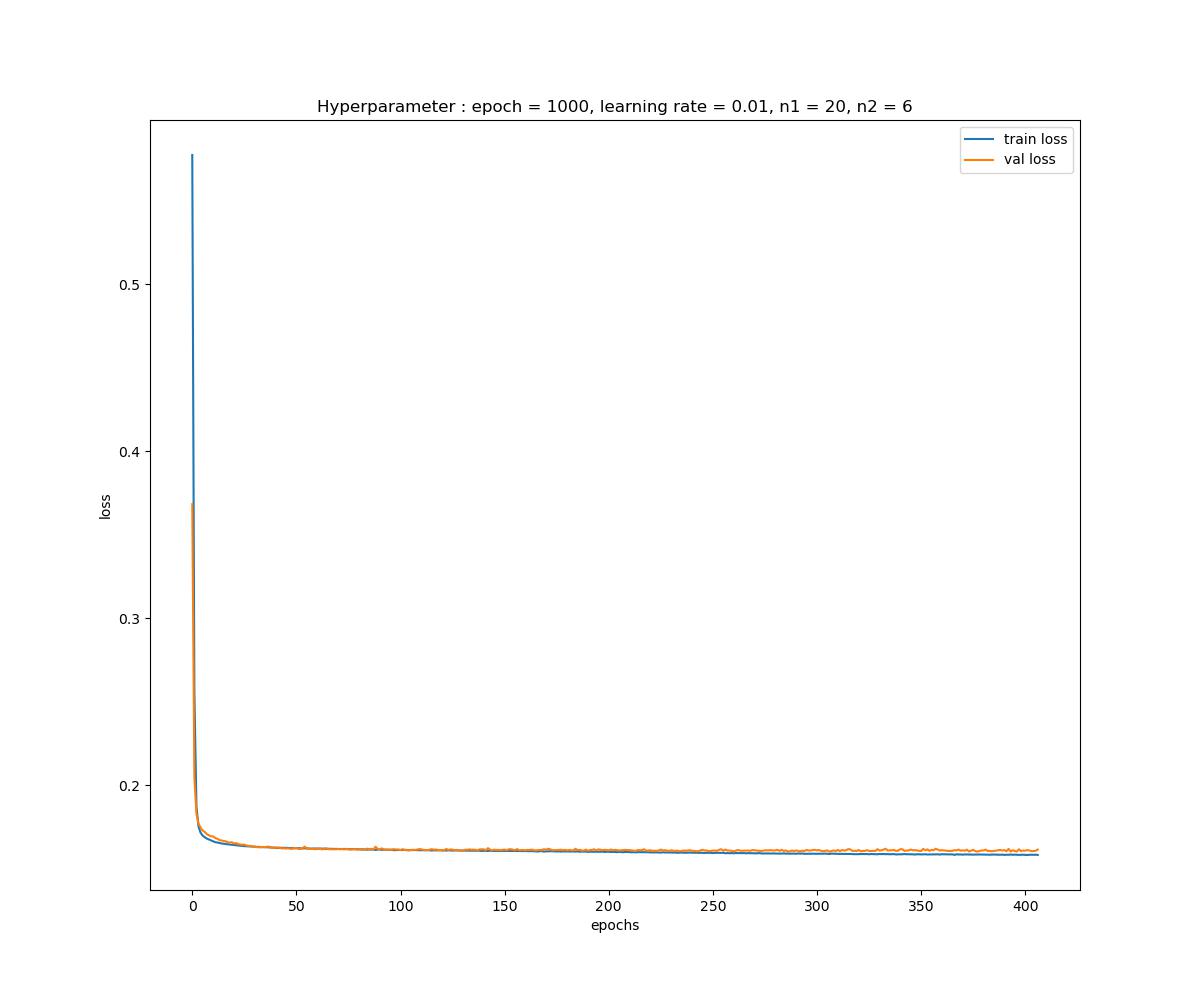 Hyperparameter : epoch = 1000, learning rate = 0.01, n1 = 20, n2 = 6
train loss
val loss
0.5
0.4
0.3
0.2
loss
0 50 100 150 200 250 300 350 400
epochs